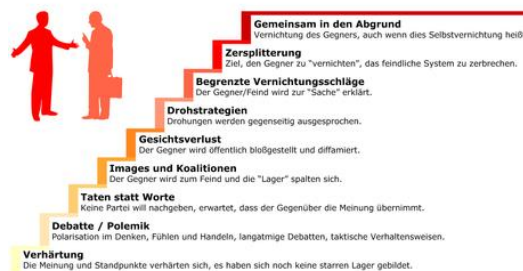 Gemeinsam in den Abgrund
Vernichtung des Gegners, auch wenn dies Selbstvernichtung heiß
Zersplitterung
Ziel, den Gegner zu "vernichten", das feindliche System zu zerbrechen.
Begrenzte Vernichtungsschläge
Der Gegner/Feind wird zur "Sache" erklärt.
Drohstrategien
Drohungen werden gegenseitig ausgesprochen.
Gesichtsverlust
Der Gegner wird öffentlich bloßgestellt und diffamiert.
Images und Koalitionen
Der Gegner wird zum Feind und die "Lager" spalten sich.
Taten statt Worte
Keine Partei will nachgeben, erwartet, dass der Gegenüber die Meinung übernimmt.
Debatte / Polemik
Polarisation im Denken, Fühlen und Handeln, langatmige Debatten, taktische Verhaltensweisen.
Verhärtung
Die Meinung und Standpunkte verhärten sich, es haben sich noch keine starren Lager gebildet.